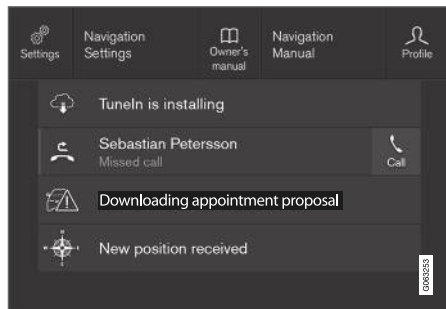 Settings
Navigation
Settings
Owner's
manual
Navigation
Manual
Profile
TuneIn is installing
Sebastian Petersson
Missed call
Call
Downloading appointment proposal
New position received
G063253